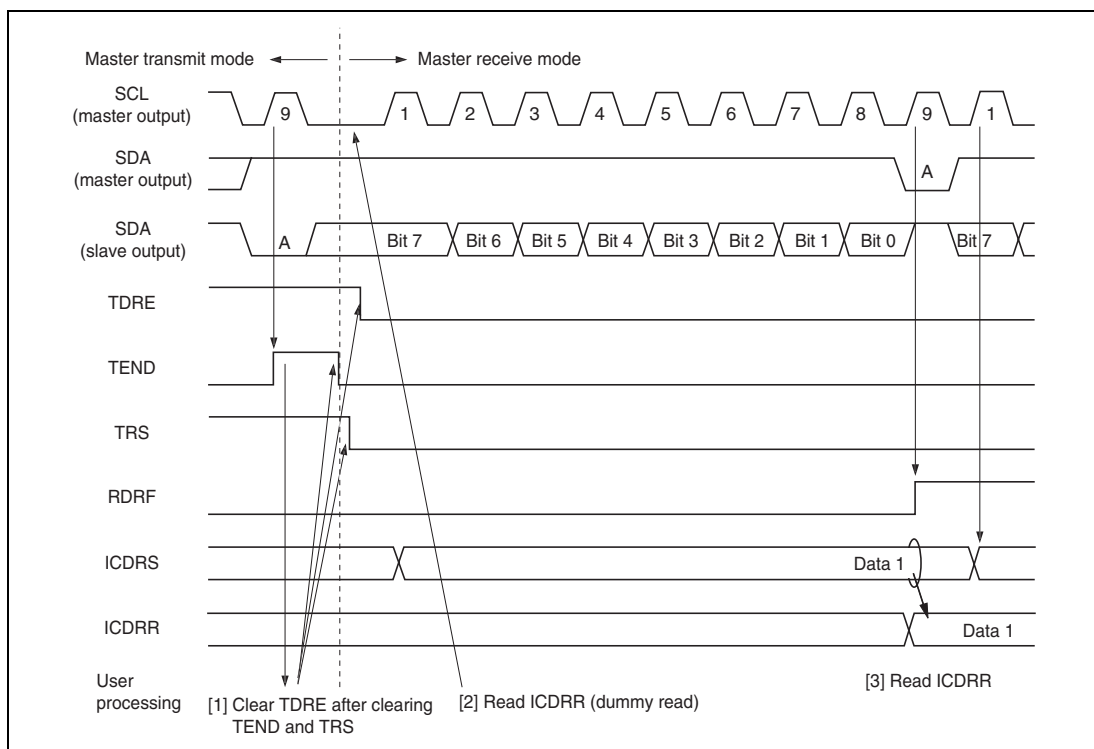 Master transmit mode
Master receive mode
SCL
(master output)
9
1
2
3
4
5
6
7
8
9
1
SDA
(master output)
A
SDA
(slave output)
A
Bit 7
Bit 6
Bit 5
Bit 4
Bit 3
Bit 2
Bit 1
Bit 0
Bit 7
TDRE
TEND
TRS
RDRF
ICDRS
Data 1
ICDRR
Data 1
User
processing
[1] Clear TDRE after clearing
TEND and TRS
[2] Read ICDRR (dummy read)
[3] Read ICDRR